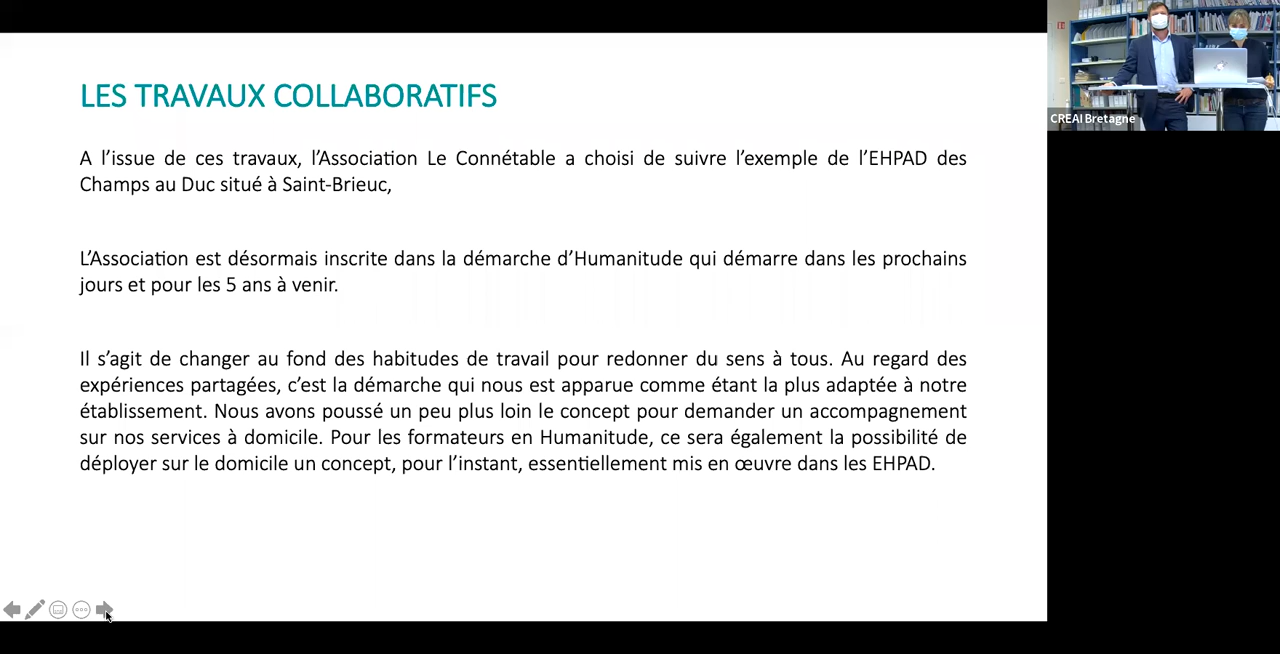 LES TRAVAUX COLLABORATIFS
A l’issue de ces travaux, l’Association Le Connétable a choisi de suivre l’exemple de l’EHPAD des
Champs au Duc situé à Saint-Brieuc,
L’Association est désormais inscrite dans la démarche d’Humanitude qui démarre dans les prochains
jours et pour les 5 ans à venir.
Il s’agit de changer au fond des habitudes de travail pour redonner du sens à tous. Au regard des
expériences partagées, c’est la démarche qui nous est apparue comme étant la plus adaptée à notre
établissement. Nous avons poussé un peu plus loin le concept pour demander un accompagnement
sur nos services à domicile. Pour les formateurs en Humanitude, ce sera également la possibilité de
déployer sur le domicile un concept, pour l’instant, essentiellement mis en œuvre dans les EHPAD.
CREAI Bretagne